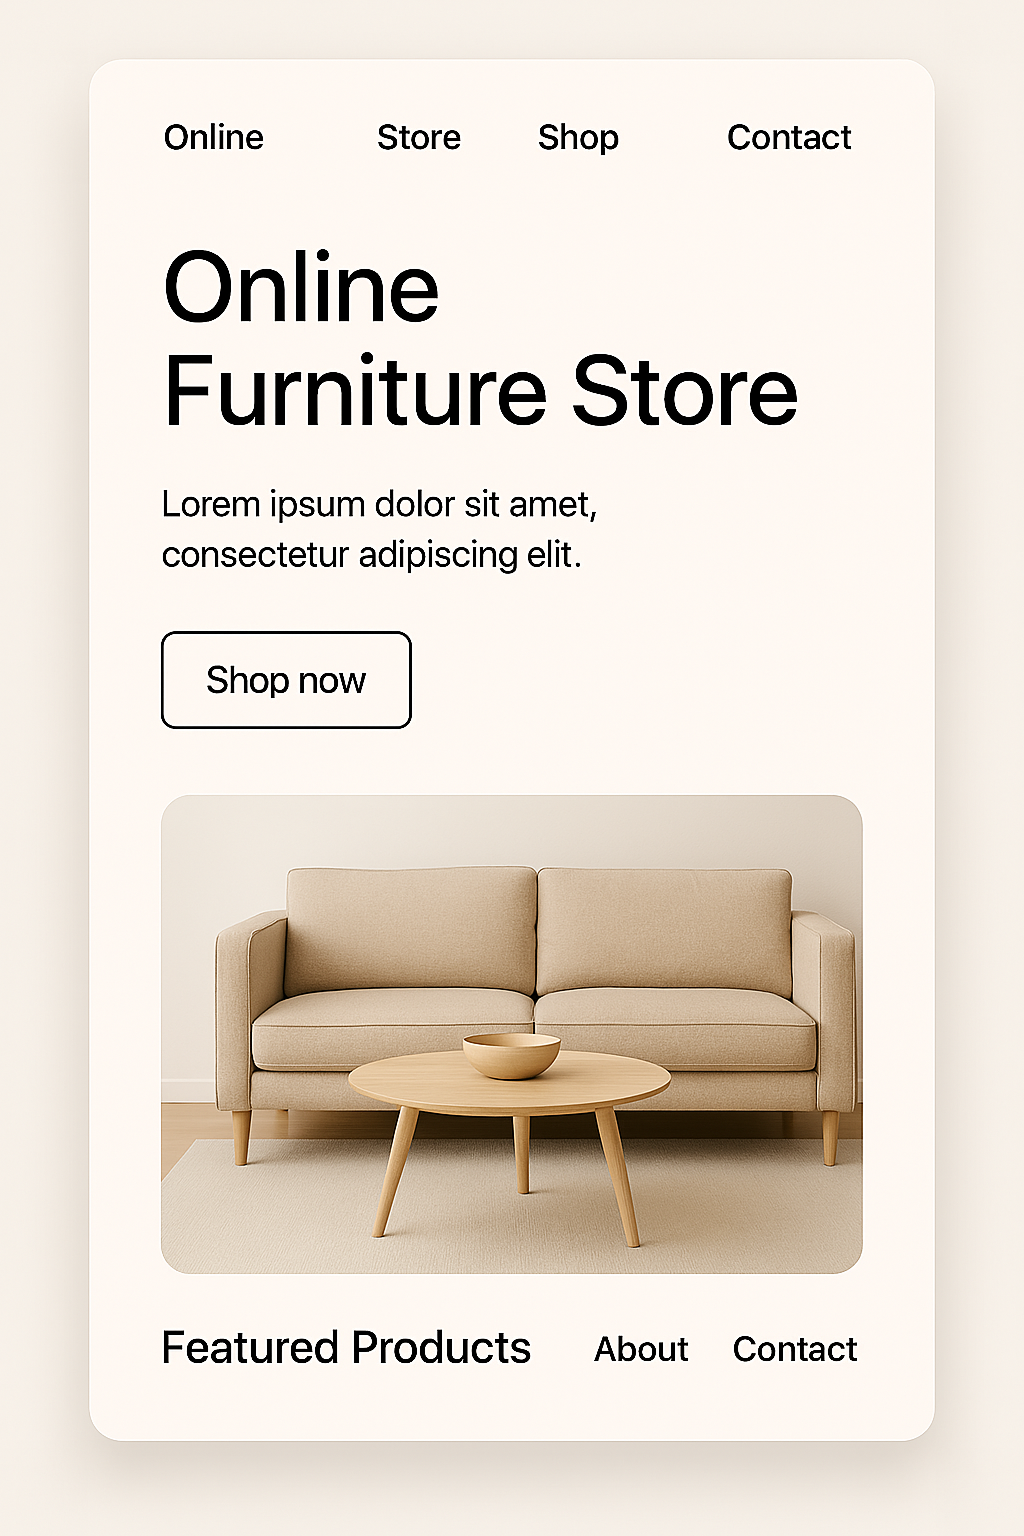 Online Store Shop Contact
Online
Furniture Store
Lorem ipsum dolor sit amet,
consectetur adipiscing elit.
Shop now
Featured Products About Contact